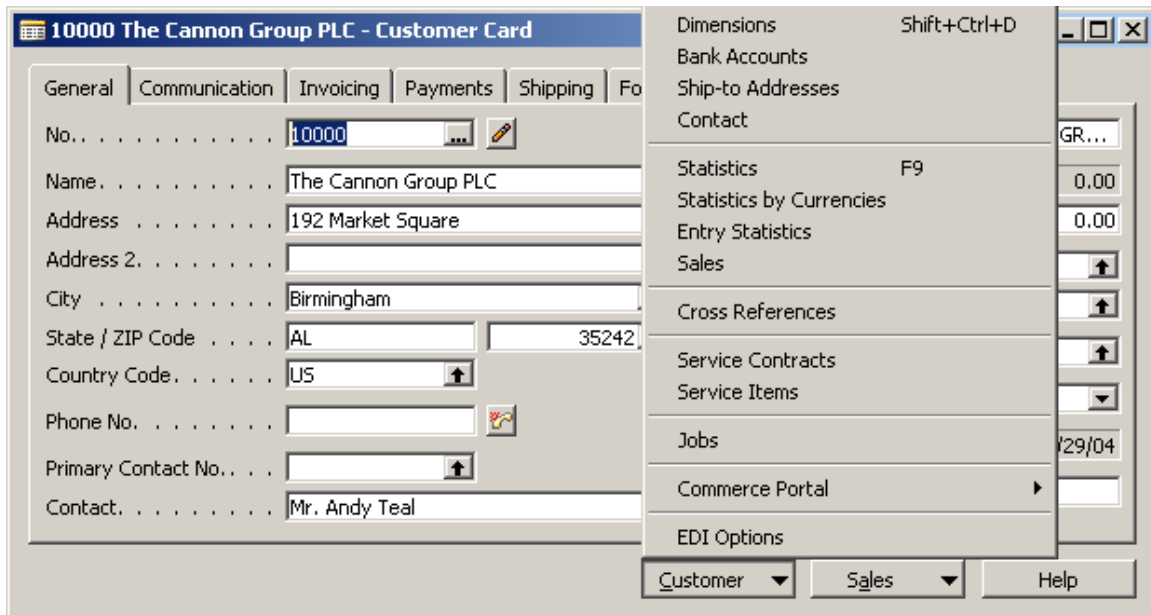 10000 The Cannon Group PLC - Customer Card
General Communication Invoicing Payments Shipping Fo
No. . . . . . . . . . . . 10000 ... GR...
Name. . . . . . . . . . The Cannon Group PLC 0.00
Address . . . . . . . . 192 Market Square 0.00
Address 2. . . . . . . .
City . . . . . . . . . . Birmingham
State / ZIP Code . . . . AL 35242
Country Code. . . . . . US
Phone No. . . . . . . .
Primary Contact No.. . .
Contact. . . . . . . . . Mr. Andy Teal
/29/04
Dimensions Shift+Ctrl+D
Bank Accounts
Ship-to Addresses
Contact
Statistics F9
Statistics by Currencies
Entry Statistics
Sales
Cross References
Service Contracts
Service Items
Jobs
Commerce Portal
EDI Options
Customer Sales Help